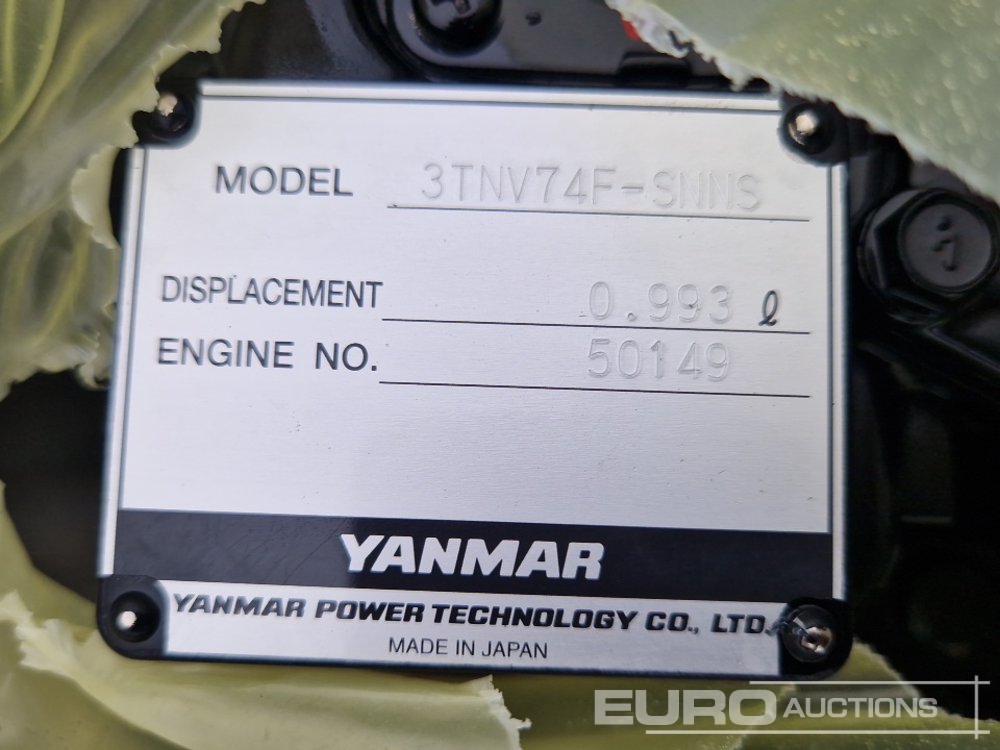 MODEL 3TNV74F-SNNS
DISPLACEMENT 0.993 ℓ
ENGINE NO. 50149
YANMAR
YANMAR POWER TECHNOLOGY CO., LTD.
MADE IN JAPAN
7
EURO AUCTIONS